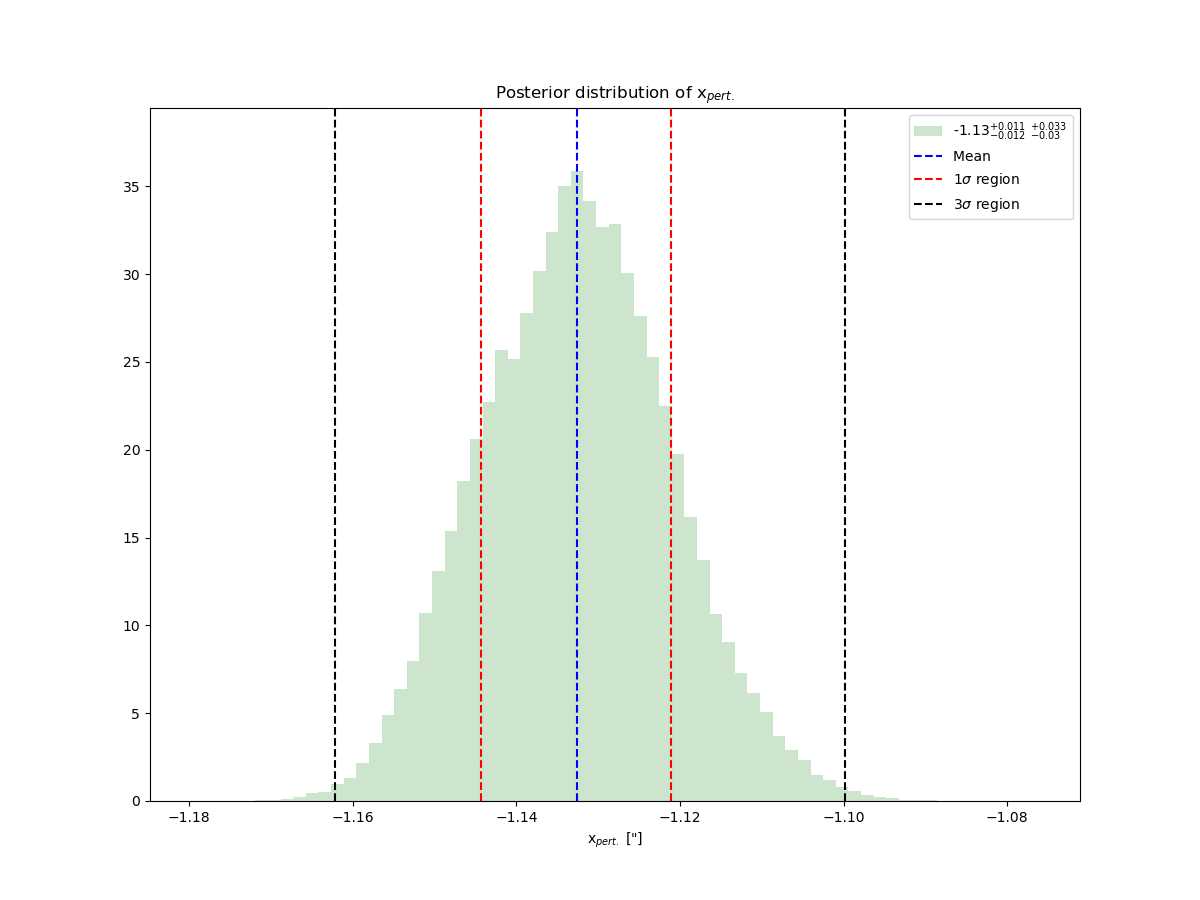 Posterior distribution of x_pert.
-1.13^{+0.011}_{−0.012} ^{+0.033}_{−0.03}
Mean
1σ region
3σ region
35
30
25
20
15
10
5
0
−1.18 −1.16 −1.14 −1.12 −1.10 −1.08
x_pert. ["]